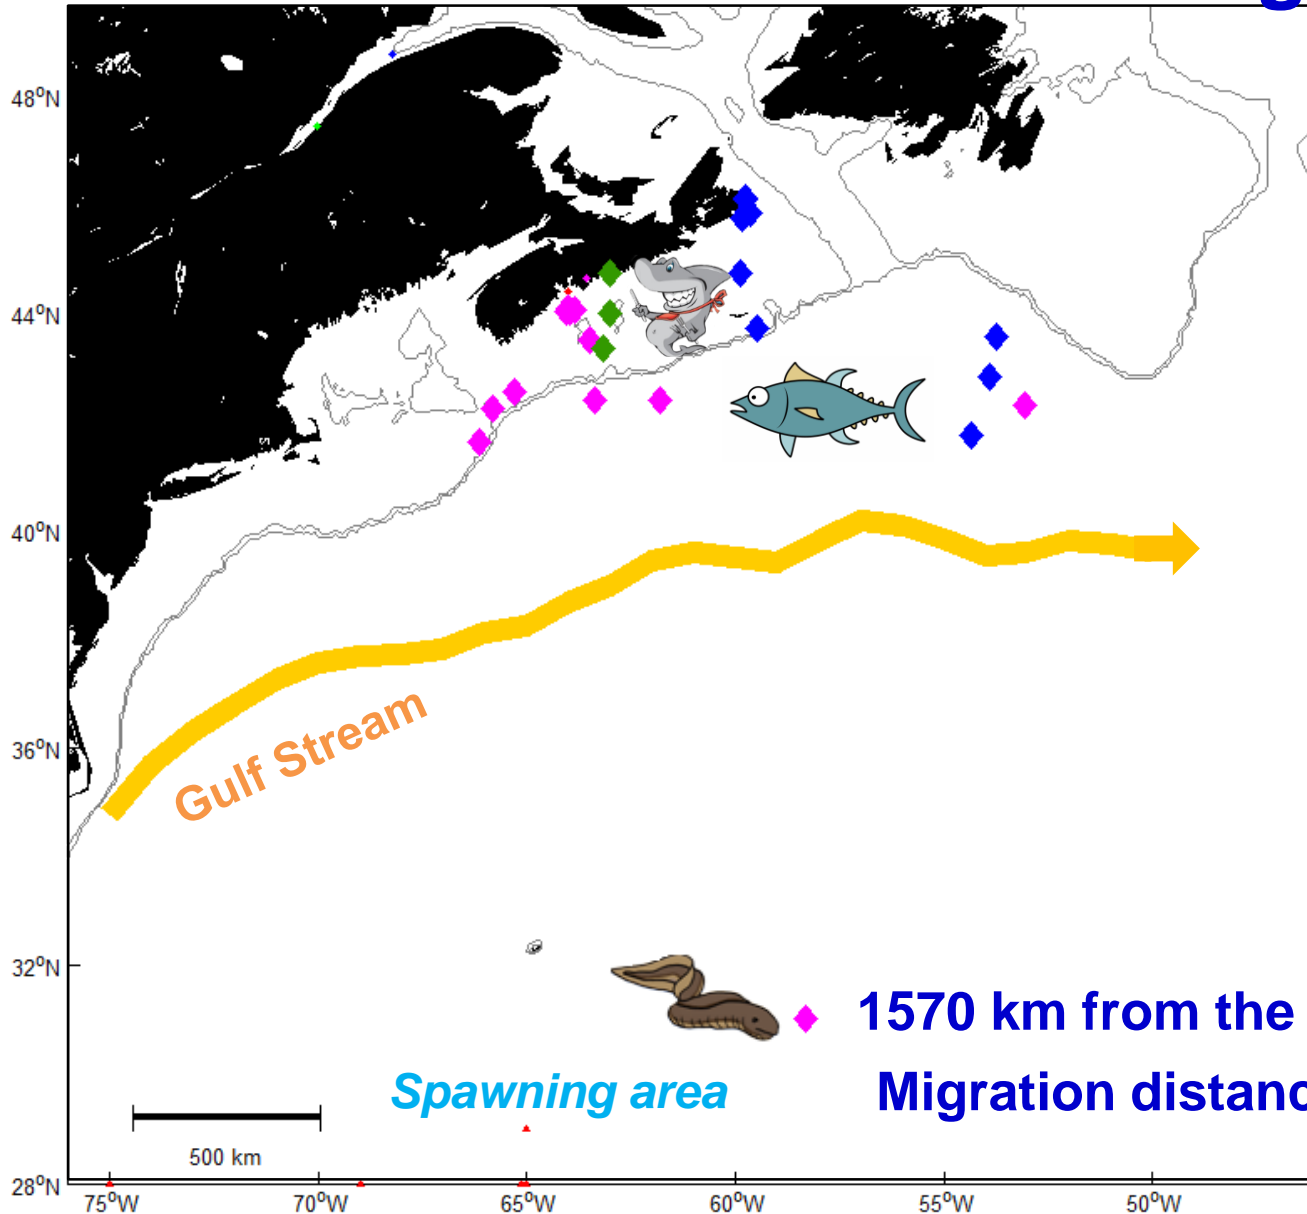 g
48°N
44°N
40°N
36°N
Gulf Stream
32°N
1570 km from the
Spawning area
Migration distanc
500 km
28°N
75°W 70°W 65°W 60°W 55°W 50°W